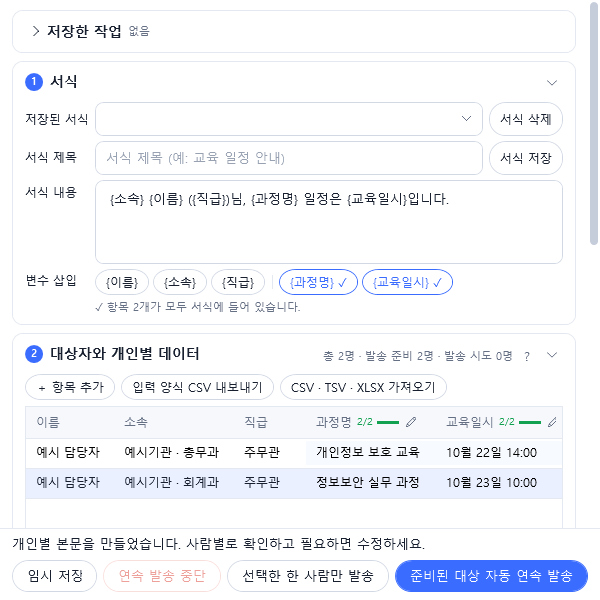 저장한 작업 없음
1 서식
저장된 서식 서식 삭제
서식 제목 서식 제목 (예: 교육 일정 안내) 서식 저장
서식 내용 {소속} {이름} ({직급})님, {과정명} 일정은 {교육일시}입니다.
변수 삽입 {이름} {소속} {직급} {과정명} ✓ {교육일시} ✓
✓ 항목 2개가 모두 서식에 들어 있습니다.
2 대상자와 개인별 데이터 총 2명 · 발송 준비 2명 · 발송 시도 0명 ?
+ 항목 추가 입력 양식 CSV 내보내기 CSV · TSV · XLSX 가져오기
이름 소속 직급 과정명 2/2 교육일시 2/2
예시 담당자 예시기관 · 총무과 주무관 개인정보 보호 교육 10월 22일 14:00
예시 담당자 예시기관 · 회계과 주무관 정보보안 실무 과정 10월 23일 10:00
개인별 본문을 만들었습니다. 사람별로 확인하고 필요하면 수정하세요.
임시 저장 연속 발송 중단 선택한 한 사람만 발송 준비된 대상 자동 연속 발송